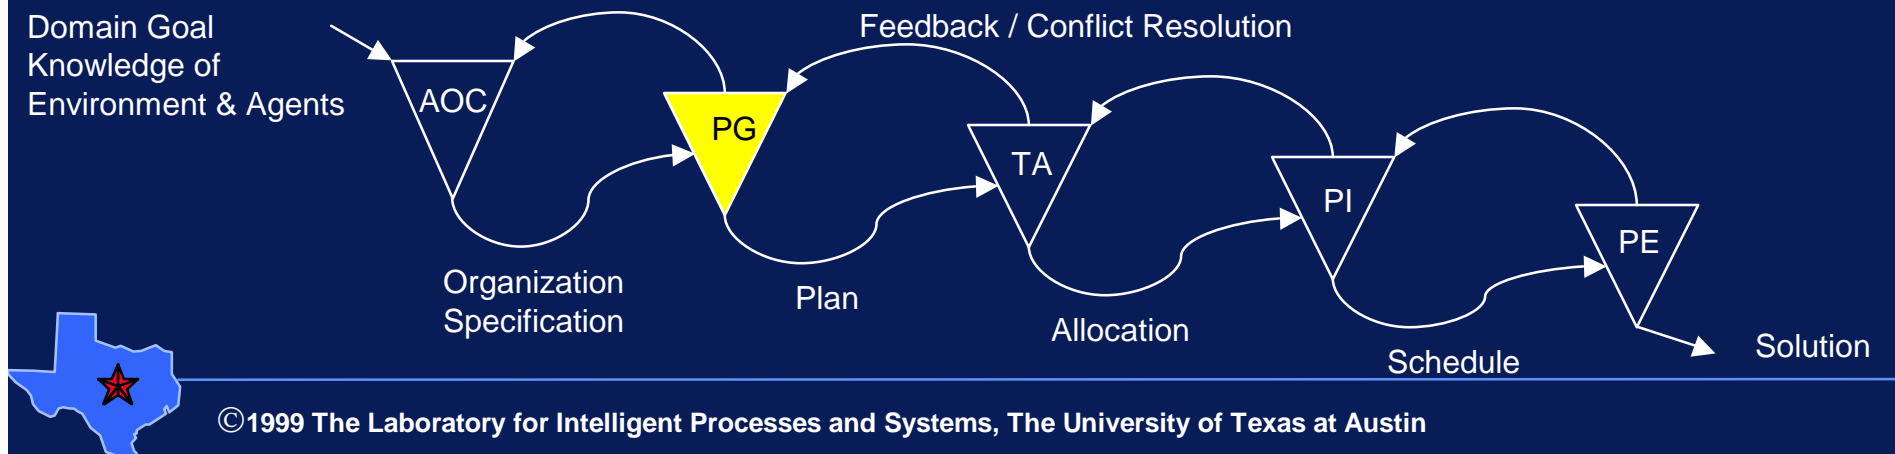 Domain Goal
Knowledge of
Environment & Agents
Feedback / Conflict Resolution
AOC
PG
TA
PI
PE
Organization
Specification
Plan
Allocation
Schedule
Solution
©1999 The Laboratory for Intelligent Processes and Systems, The University of Texas at Austin